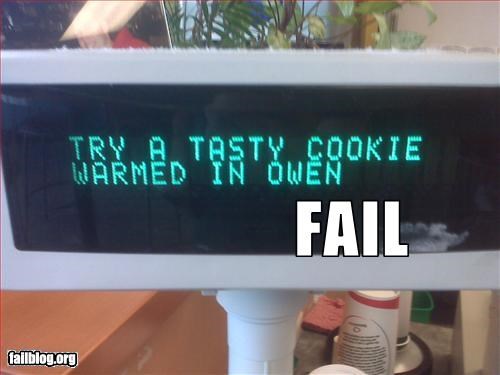 TRY A TASTY COOKIE
WARMED IN OWEN
FAIL
failblog.org